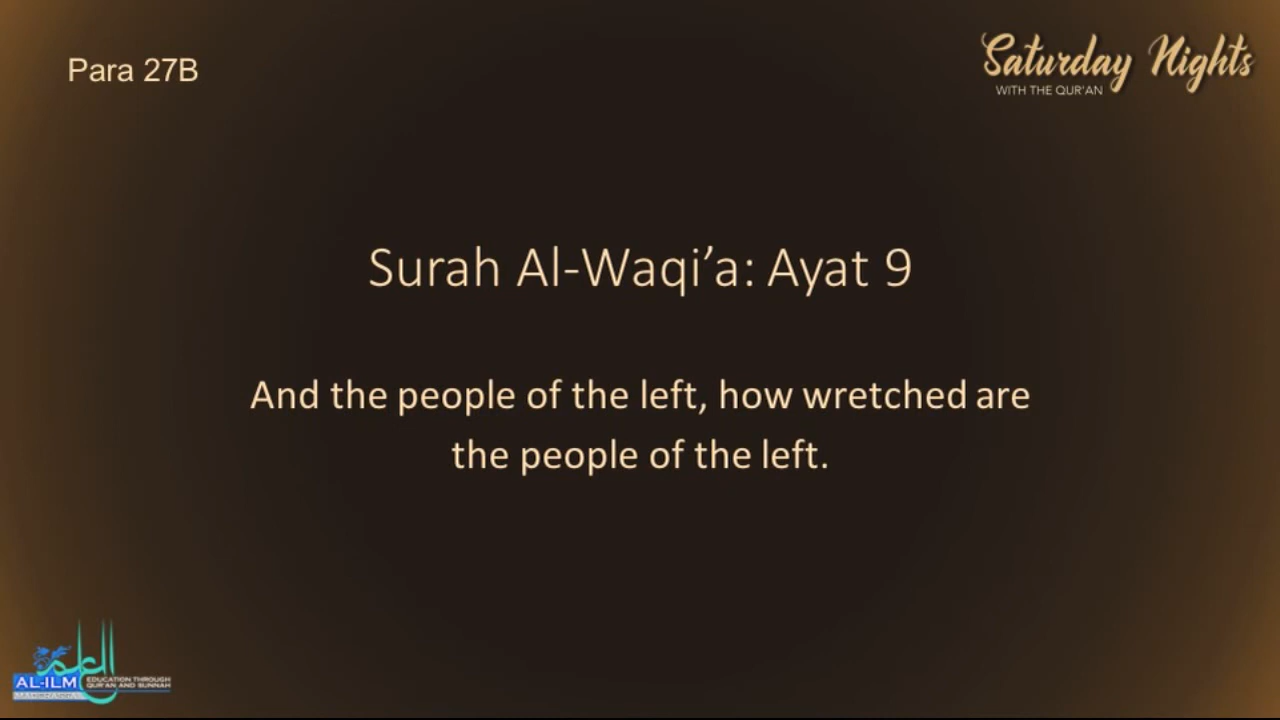 Para 27B
Saturday Nights
WITH THE QUR'AN
Surah Al-Waqi’a: Ayat 9
And the people of the left, how wretched are
the people of the left.
العلم
AL-ILM
EDUCATION THROUGH
QUR'AN AND SUNNAH